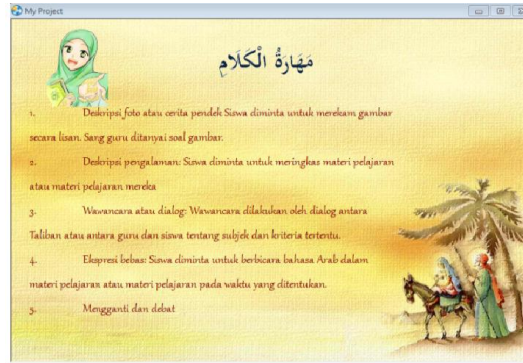 My Project
مَهَارَةُ الْكَلَامِ
1. Deskripsi foto atau cerita pendek Siswa diminta untuk merekam gambar
secara lisan. Sang guru ditanyai soal gambar.
2. Deskripsi pengalaman: Siswa diminta untuk meringkas materi pelajaran
atau materi pelajaran mereka
3. Wawancara atau dialog: Wawancara dilakukan oleh dialog antara
Taliban atau antara guru dan siswa tentang subjek dan kriteria tertentu.
4. Ekspresi bebas: Siswa diminta untuk berbicara bahasa Arab dalam
materi pelajaran atau materi pelajaran pada waktu yang ditentukan.
5. Mengganti dan debat